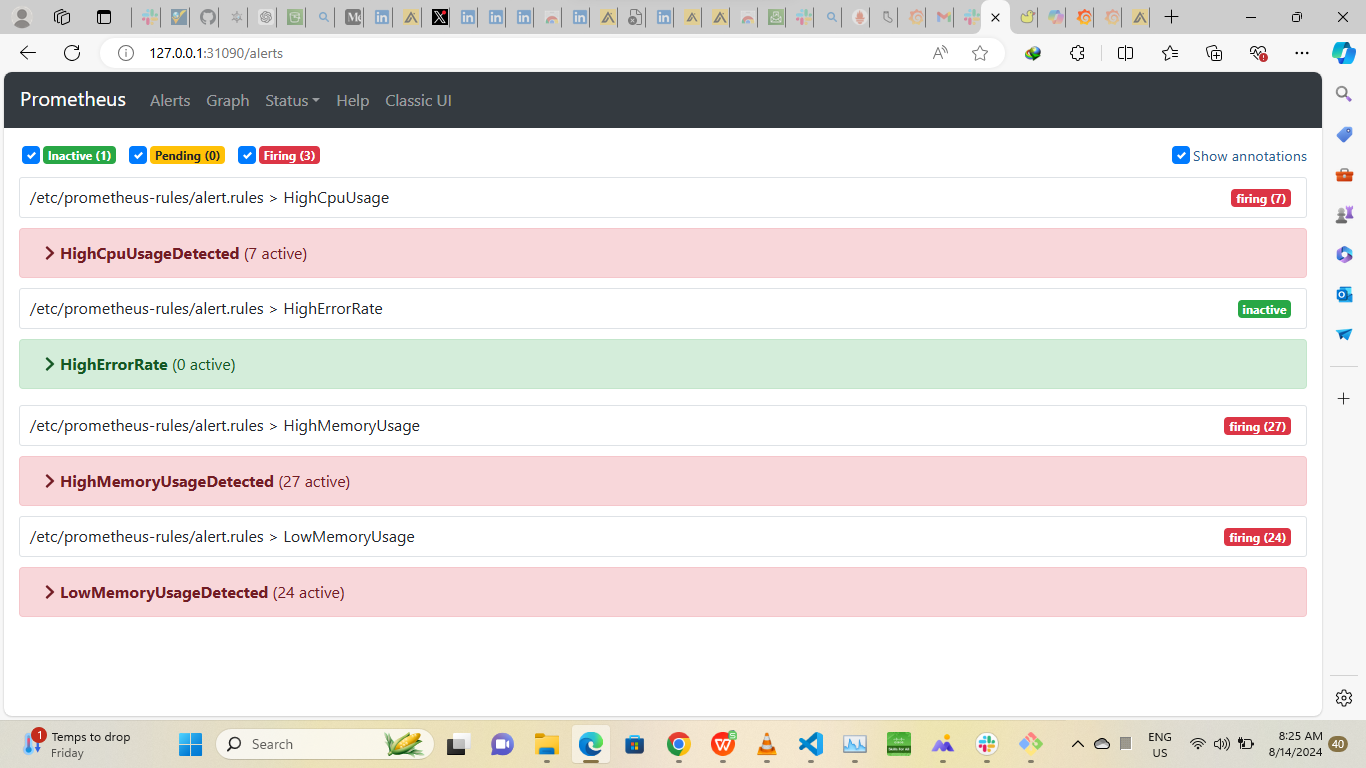 127.0.0.1:31090/alerts
Prometheus Alerts Graph Status Help Classic UI
Inactive (1) Pending (0) Firing (3) Show annotations
/etc/prometheus-rules/alert.rules > HighCpuUsage firing (7)
HighCpuUsageDetected (7 active)
/etc/prometheus-rules/alert.rules > HighErrorRate inactive
HighErrorRate (0 active)
/etc/prometheus-rules/alert.rules > HighMemoryUsage firing (27)
HighMemoryUsageDetected (27 active)
/etc/prometheus-rules/alert.rules > LowMemoryUsage firing (24)
LowMemoryUsageDetected (24 active)
1 Temps to drop
Friday
Search
ENG
US
8:25 AM
8/14/2024
40